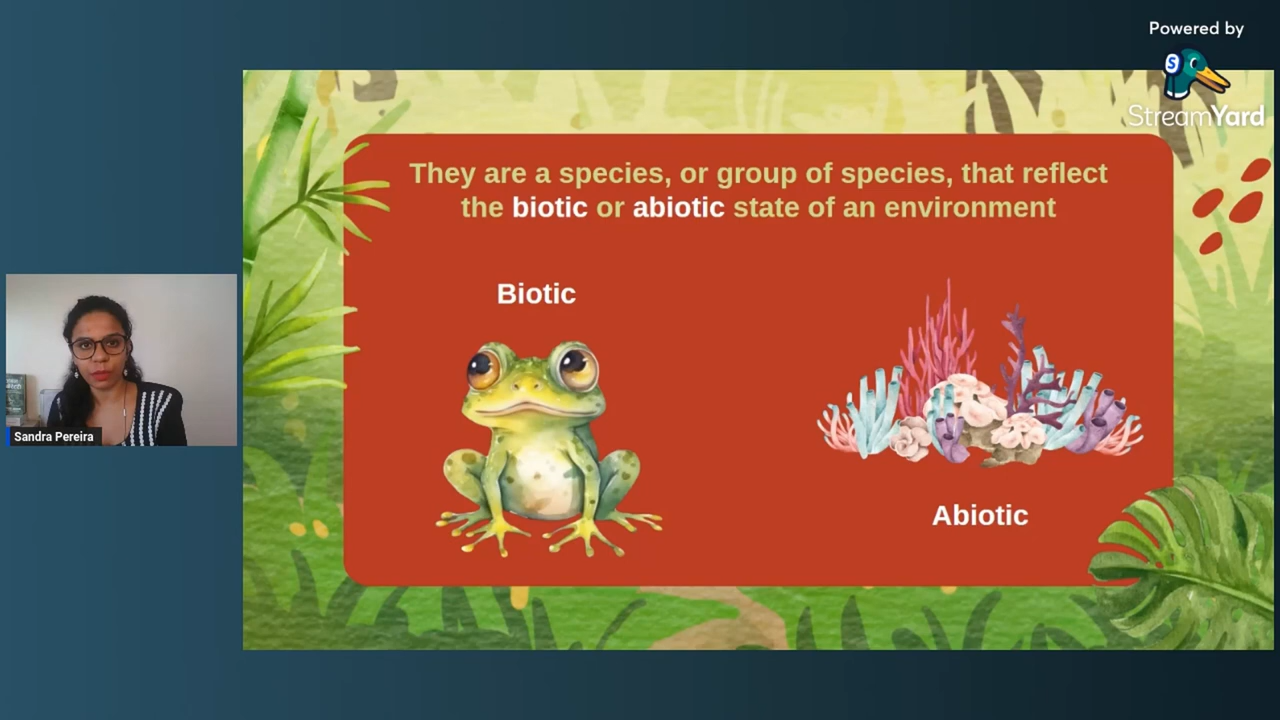 Powered by
StreamYard
They are a species, or group of species, that reflect
the biotic or abiotic state of an environment
Biotic
Abiotic
Sandra Pereira